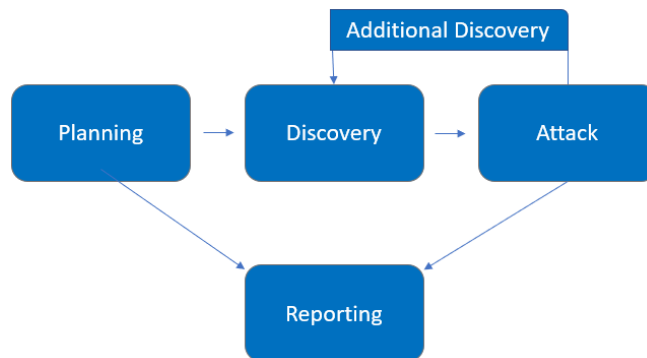 Additional Discovery
Planning
Discovery
Attack
Reporting